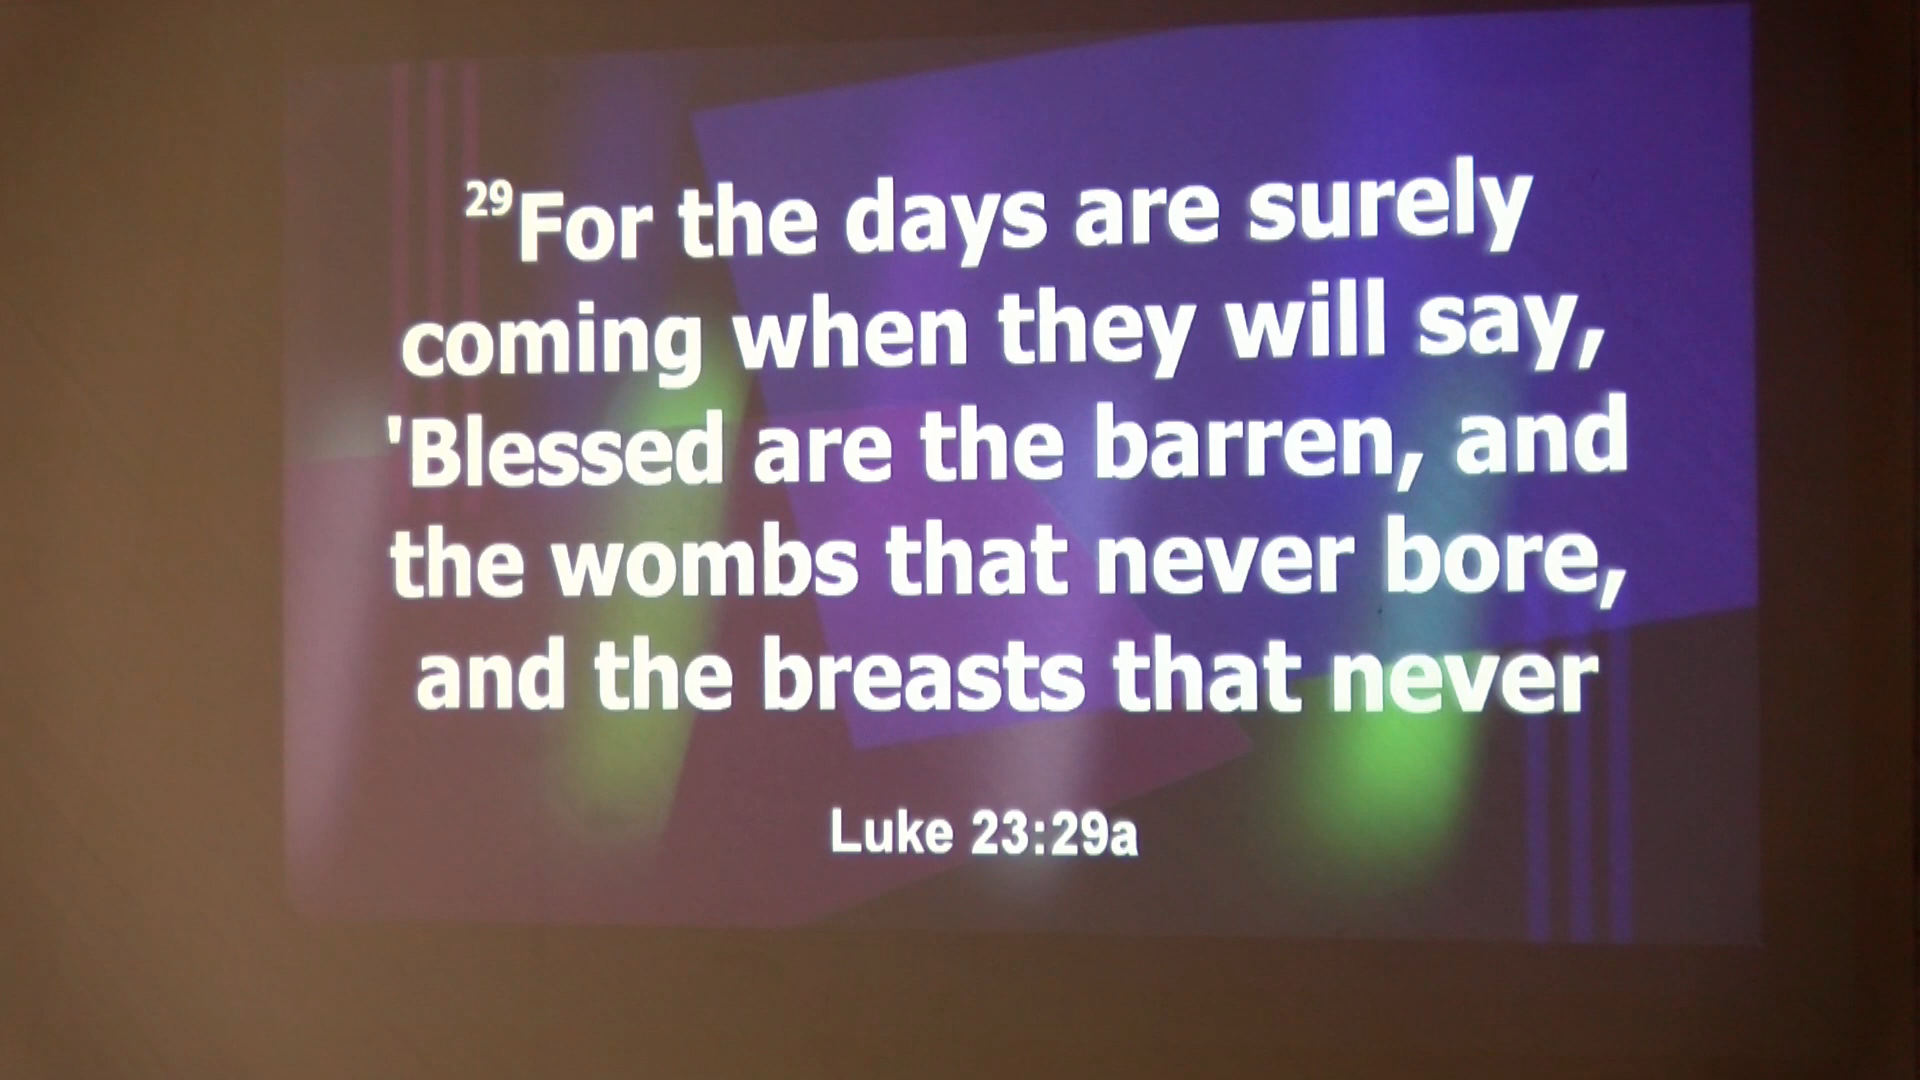 29For the days are surely
coming when they will say,
'Blessed are the barren, and
the wombs that never bore,
and the breasts that never
Luke 23:29a